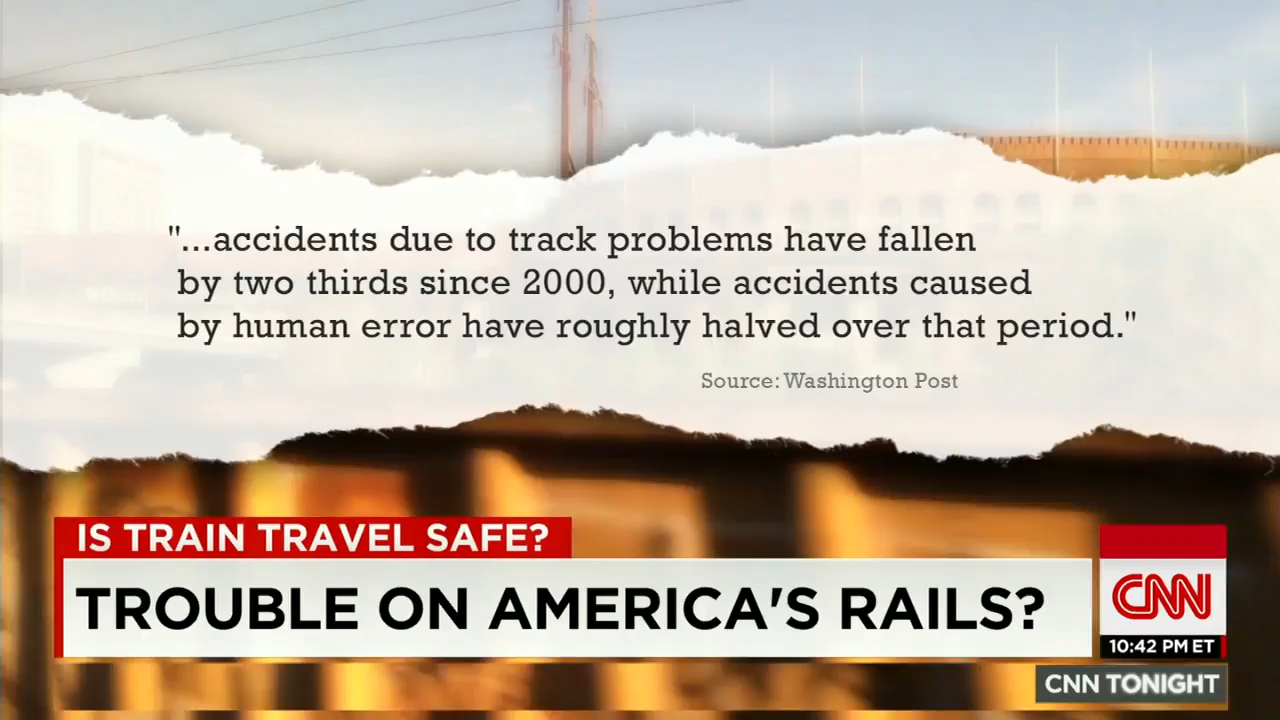 "...accidents due to track problems have fallen
by two thirds since 2000, while accidents caused
by human error have roughly halved over that period."
Source: Washington Post
IS TRAIN TRAVEL SAFE?
TROUBLE ON AMERICA'S RAILS?
CNN
10:42 PM ET
CNN TONIGHT